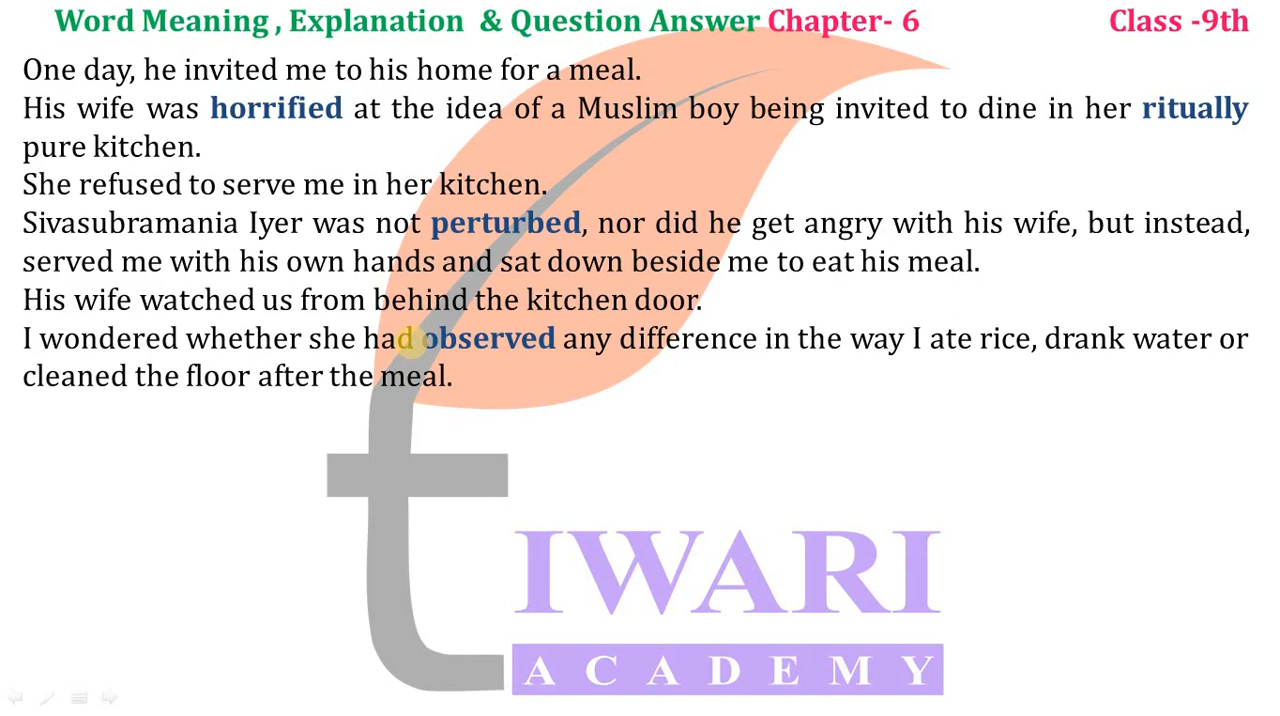 Word Meaning , Explanation & Question Answer Chapter- 6 Class -9th
One day, he invited me to his home for a meal.
His wife was horrified at the idea of a Muslim boy being invited to dine in her ritually
pure kitchen.
She refused to serve me in her kitchen.
Sivasubramania Iyer was not perturbed, nor did he get angry with his wife, but instead,
served me with his own hands and sat down beside me to eat his meal.
His wife watched us from behind the kitchen door.
I wondered whether she had observed any difference in the way I ate rice, drank water or
cleaned the floor after the meal.
tIWARI
ACADEMY